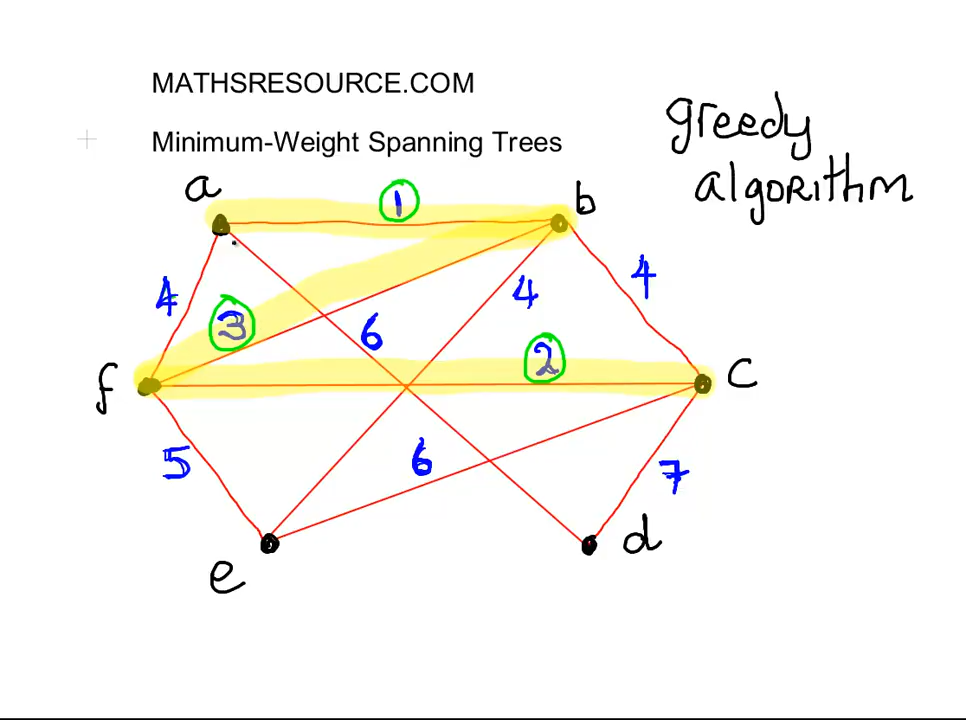 MATHSRESOURCE.COM
greedy
Minimum-Weight Spanning Trees
algorithm
a
1
b
4
3
6
4
4
2
f
c
5
6
7
e
d